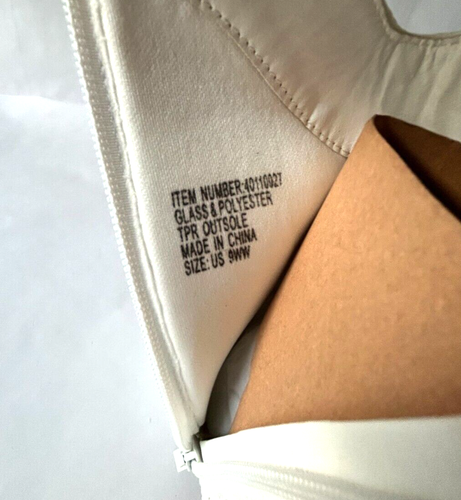 ITEM NUMBER:40110027
GLASS & POLYESTER
TPR OUTSOLE
MADE IN CHINA
SIZE: US 9WW